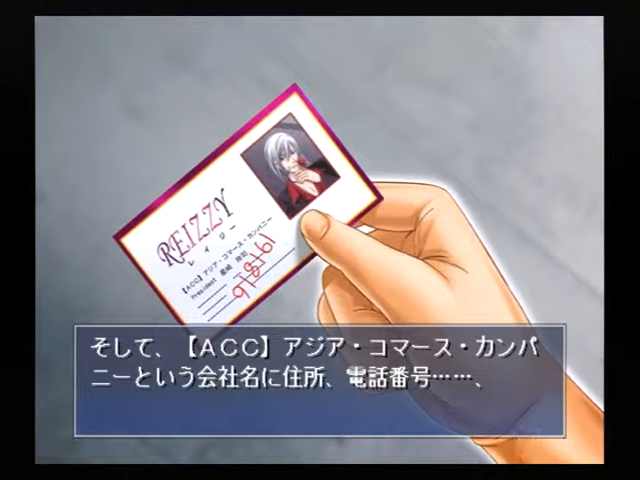 REIZZY
レイジー
【ACC】アジア・コマース・カンパニー
President
そして、【ACC】アジア・コマース・カンパ
ニーという会社名に住所、電話番号……、